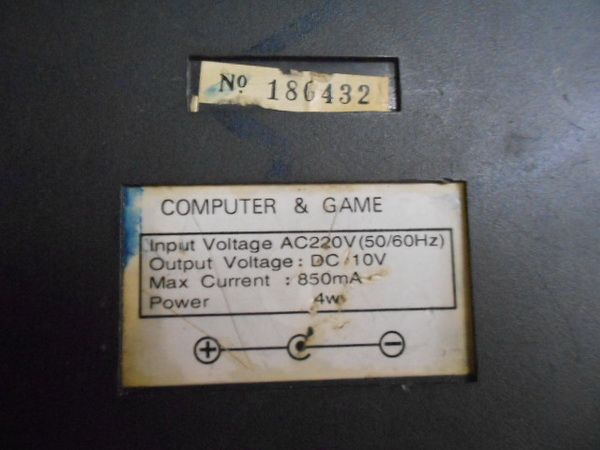 Nº 186432
COMPUTER & GAME
Input Voltage AC220V(50/60Hz)
Output Voltage: DC 10V
Max Current : 850mA
Power 4w